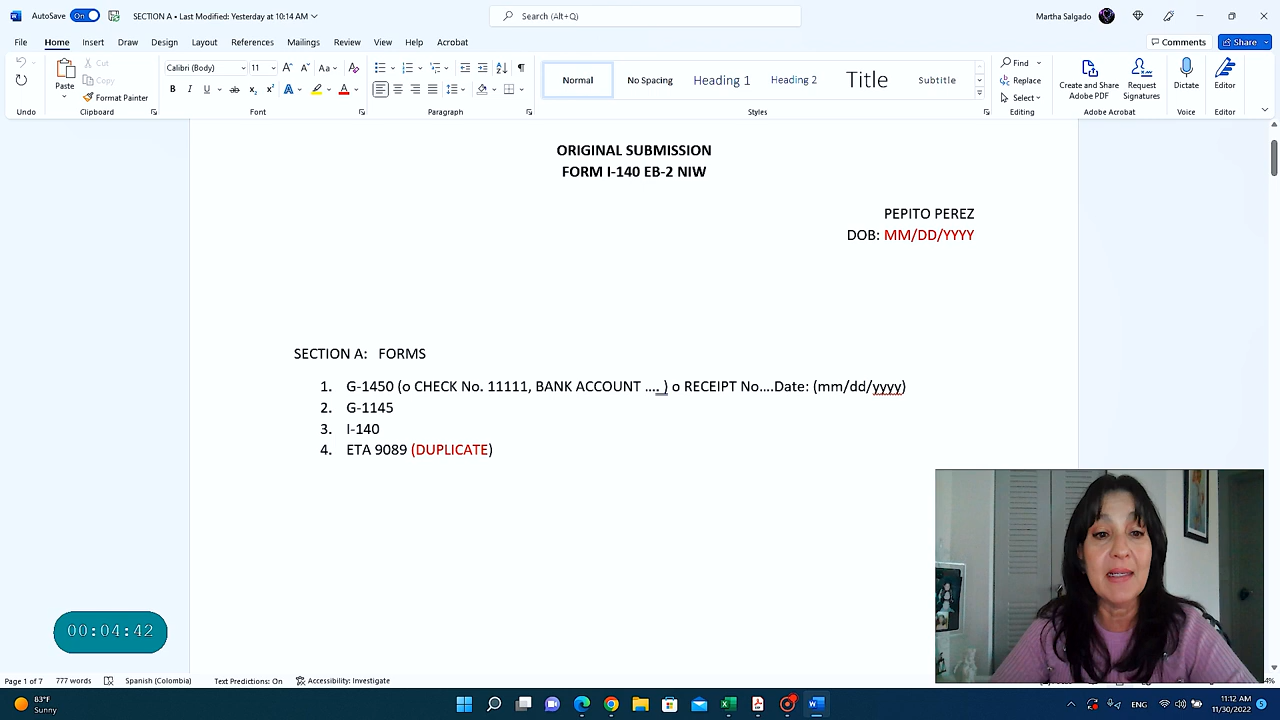 AutoSave On SECTION A • Last Modified: Yesterday at 10:14 AM Search (Alt+Q) Martha Salgado
File Home Insert Draw Design Layout References Mailings Review View Help Acrobat Comments Share
Paste Cut Copy Format Painter
Calibri (Body) 11
Normal No Spacing Heading 1 Heading 2 Title Subtitle
Find Replace Select
Create and Share Adobe PDF Request Signatures Dictate Editor
Undo Clipboard Font Paragraph Styles Editing Adobe Acrobat Voice Editor
ORIGINAL SUBMISSION
FORM I-140 EB-2 NIW
PEPITO PEREZ
DOB: MM/DD/YYYY
SECTION A: FORMS
1. G-1450 (o CHECK No. 11111, BANK ACCOUNT .... ) o RECEIPT No....Date: (mm/dd/yyyy)
2. G-1145
3. I-140
4. ETA 9089 (DUPLICATE)
00:04:42
Page 1 of 7 777 words Spanish (Colombia) Text Predictions: On Accessibility: Investigate
83°F
Sunny
ENG
11:12 AM
11/30/2022